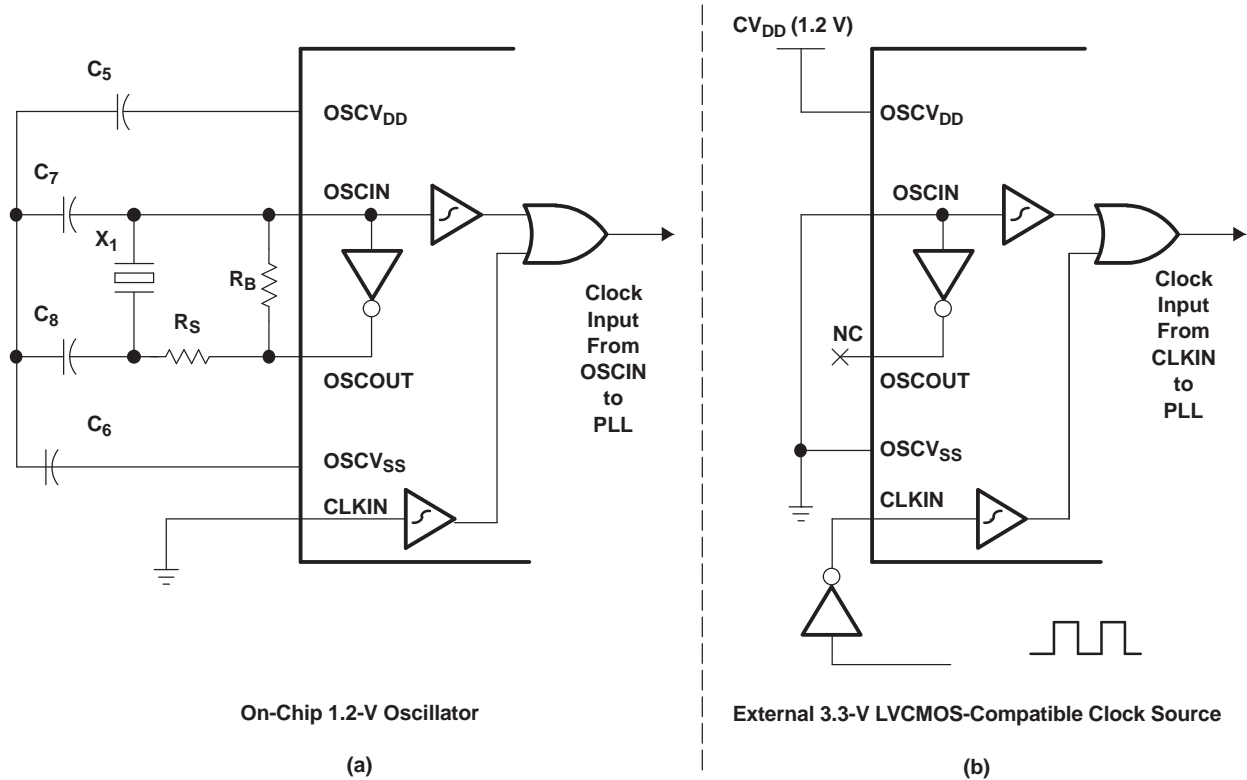 C5
OSCVDD
C7
OSCIN
X1
RB
C8
RS
Clock
Input
From
OSCIN
to
PLL
OSCOUT
C6
OSCVSS
CLKIN
On-Chip 1.2-V Oscillator
(a)
CVDD (1.2 V)
OSCVDD
OSCIN
NC
Clock
Input
From
CLKIN
to
PLL
OSCOUT
OSCVSS
CLKIN
External 3.3-V LVCMOS-Compatible Clock Source
(b)